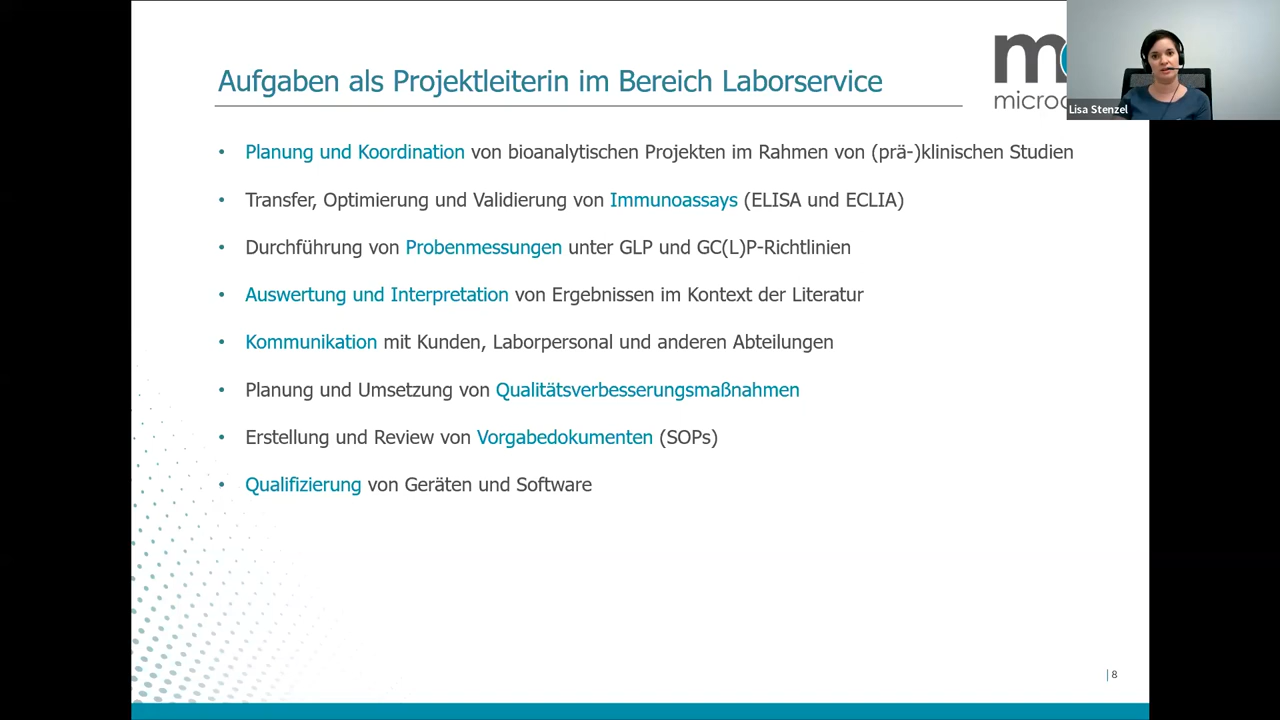 Aufgaben als Projektleiterin im Bereich Laborservice
Lisa Stenzel
• Planung und Koordination von bioanalytischen Projekten im Rahmen von (prä-)klinischen Studien
• Transfer, Optimierung und Validierung von Immunoassays (ELISA und ECLIA)
• Durchführung von Probenmessungen unter GLP und GC(L)P-Richtlinien
• Auswertung und Interpretation von Ergebnissen im Kontext der Literatur
• Kommunikation mit Kunden, Laborpersonal und anderen Abteilungen
• Planung und Umsetzung von Qualitätsverbesserungsmaßnahmen
• Erstellung und Review von Vorgabedokumenten (SOPs)
• Qualifizierung von Geräten und Software
| 8